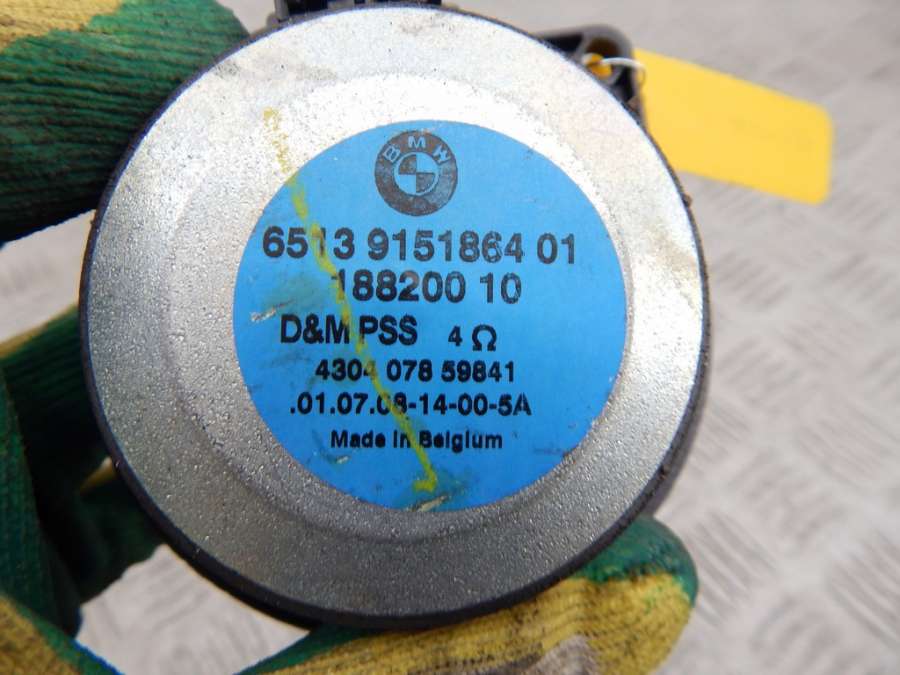 BMW
6513 9151864 01
188200 10
D&M PSS 4 Ω
4304 078 59841
.01.07.08-14-00-5A
Made in Belgium